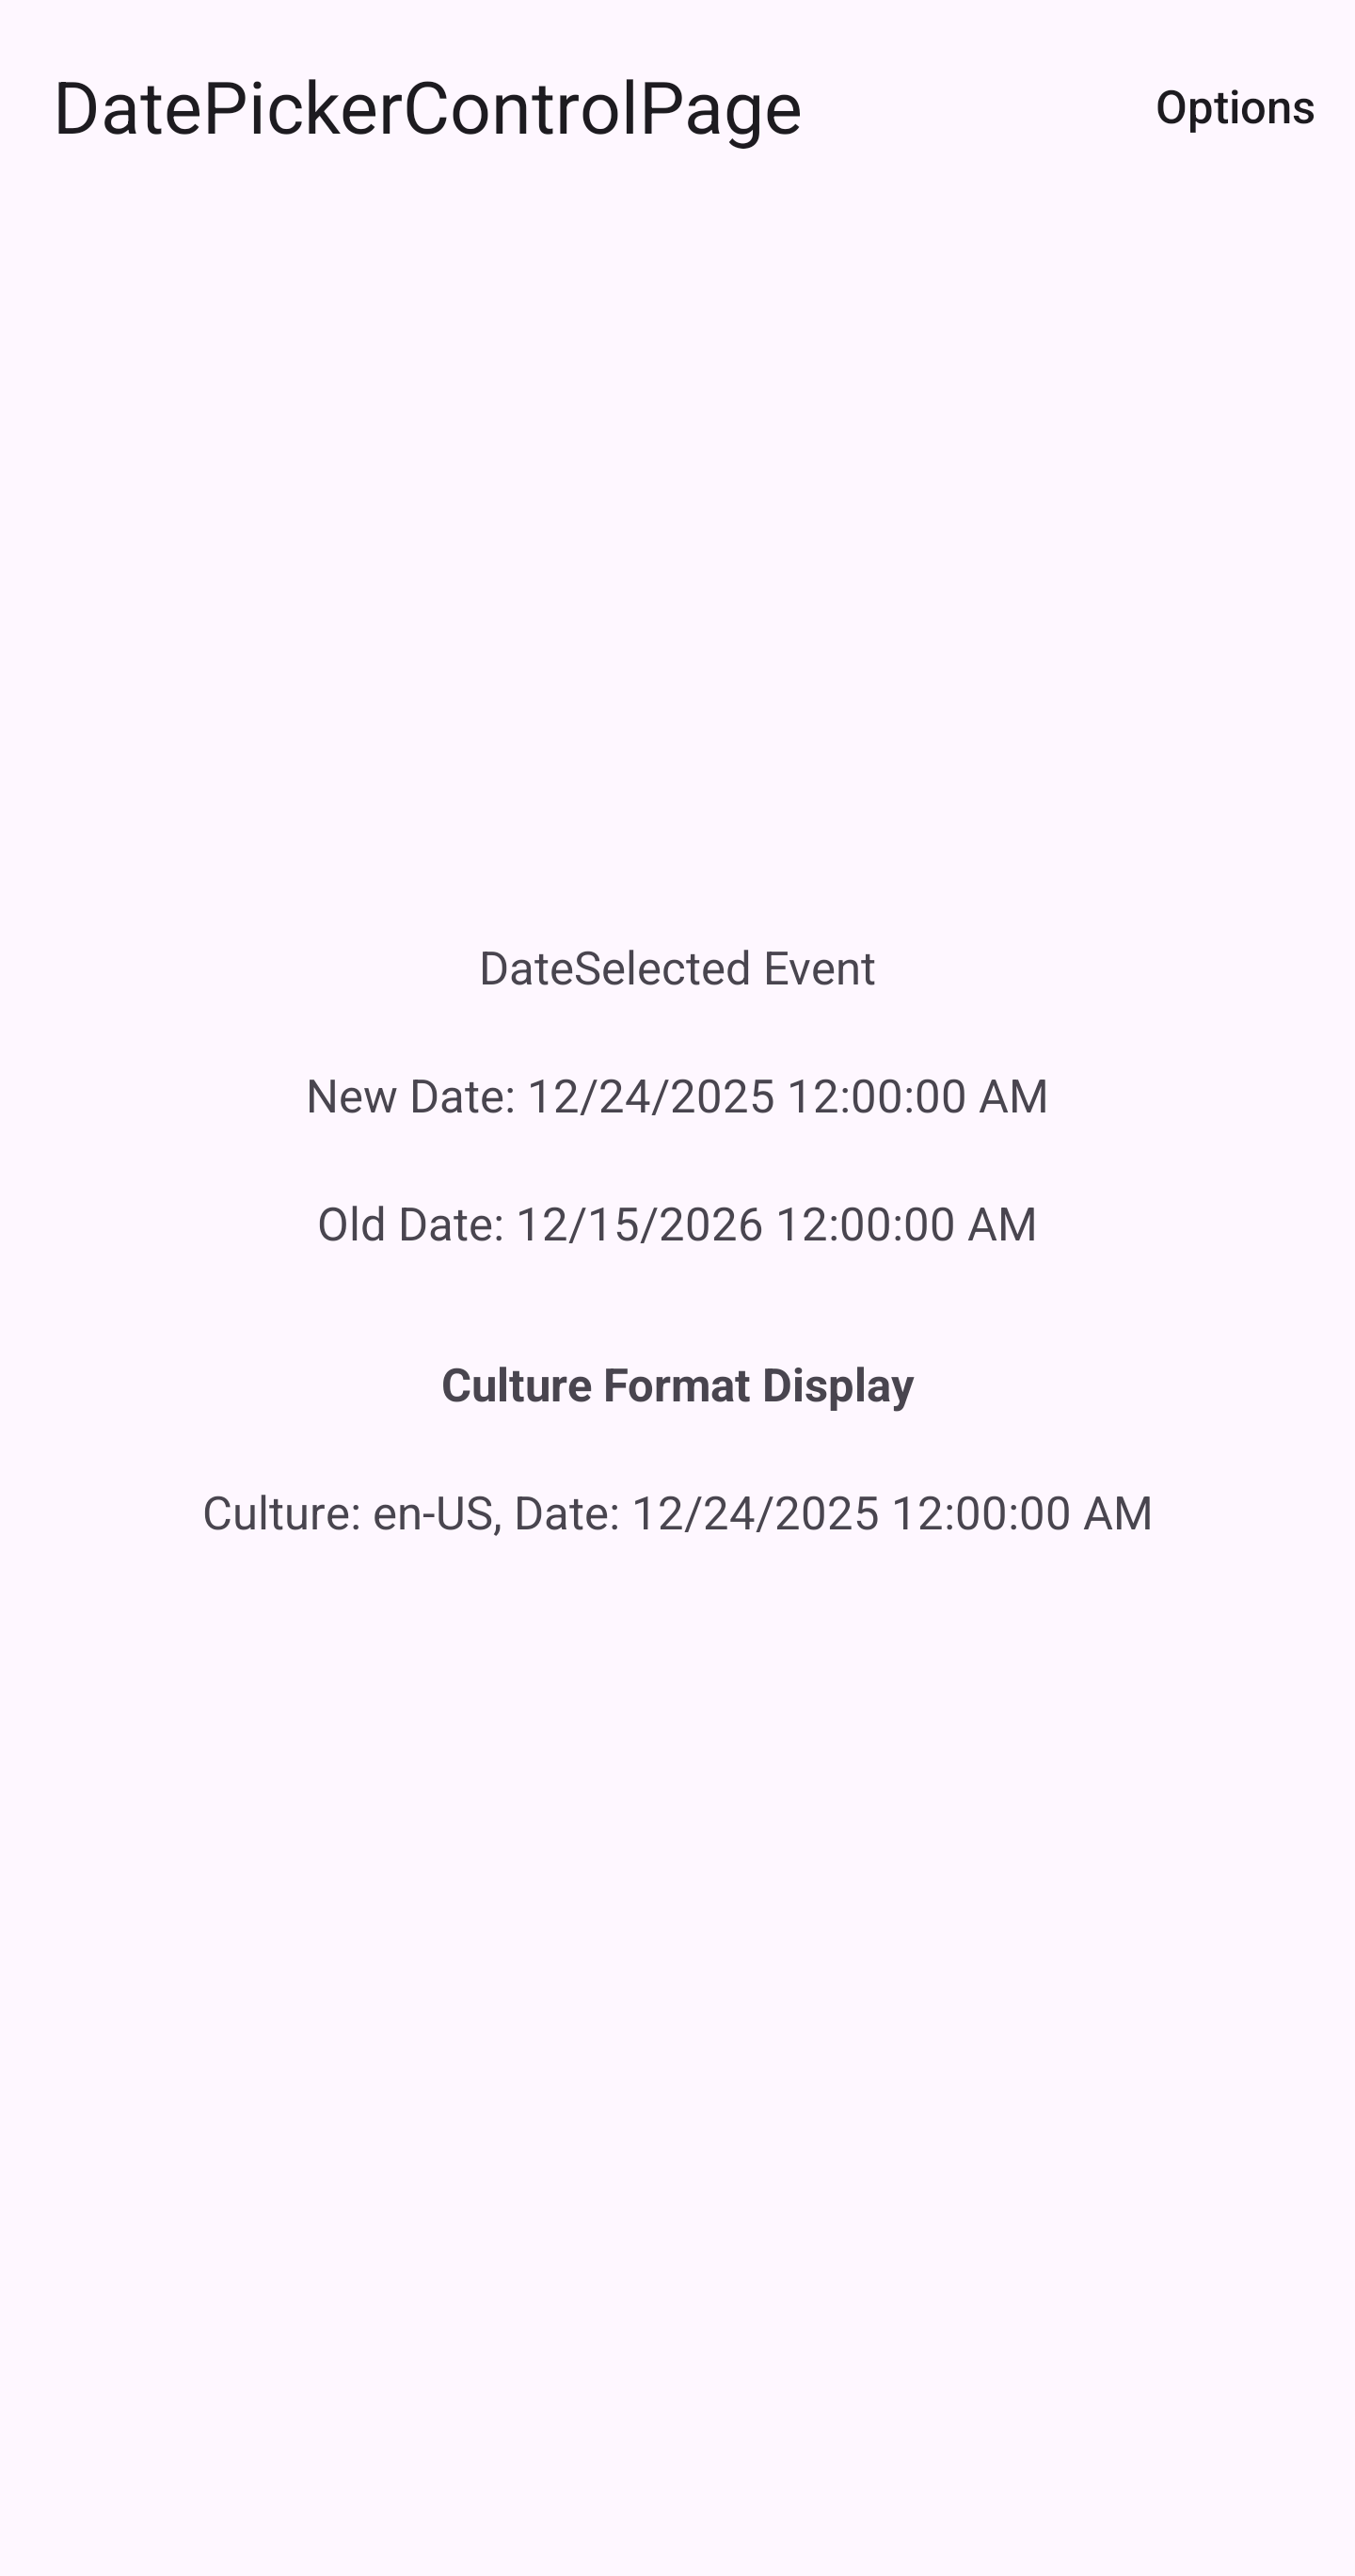 DatePickerControlPage
Options
DateSelected Event
New Date: 12/24/2025 12:00:00 AM
Old Date: 12/15/2026 12:00:00 AM
Culture Format Display
Culture: en-US, Date: 12/24/2025 12:00:00 AM